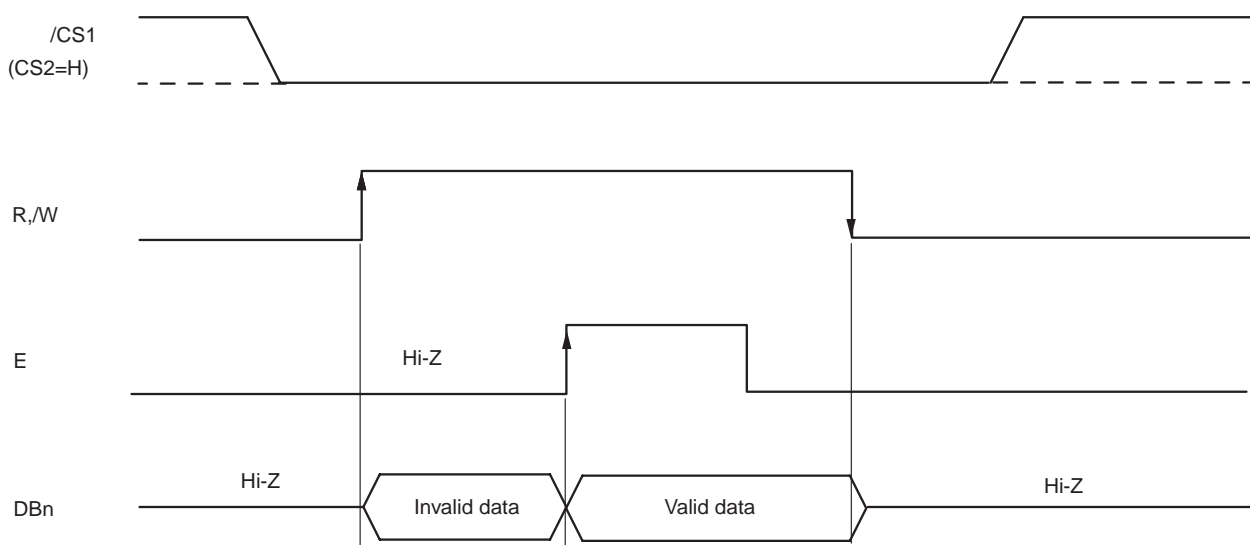 /CS1
(CS2=H)
R,/W
E
Hi-Z
DBn
Hi-Z
Invalid data
Valid data
Hi-Z